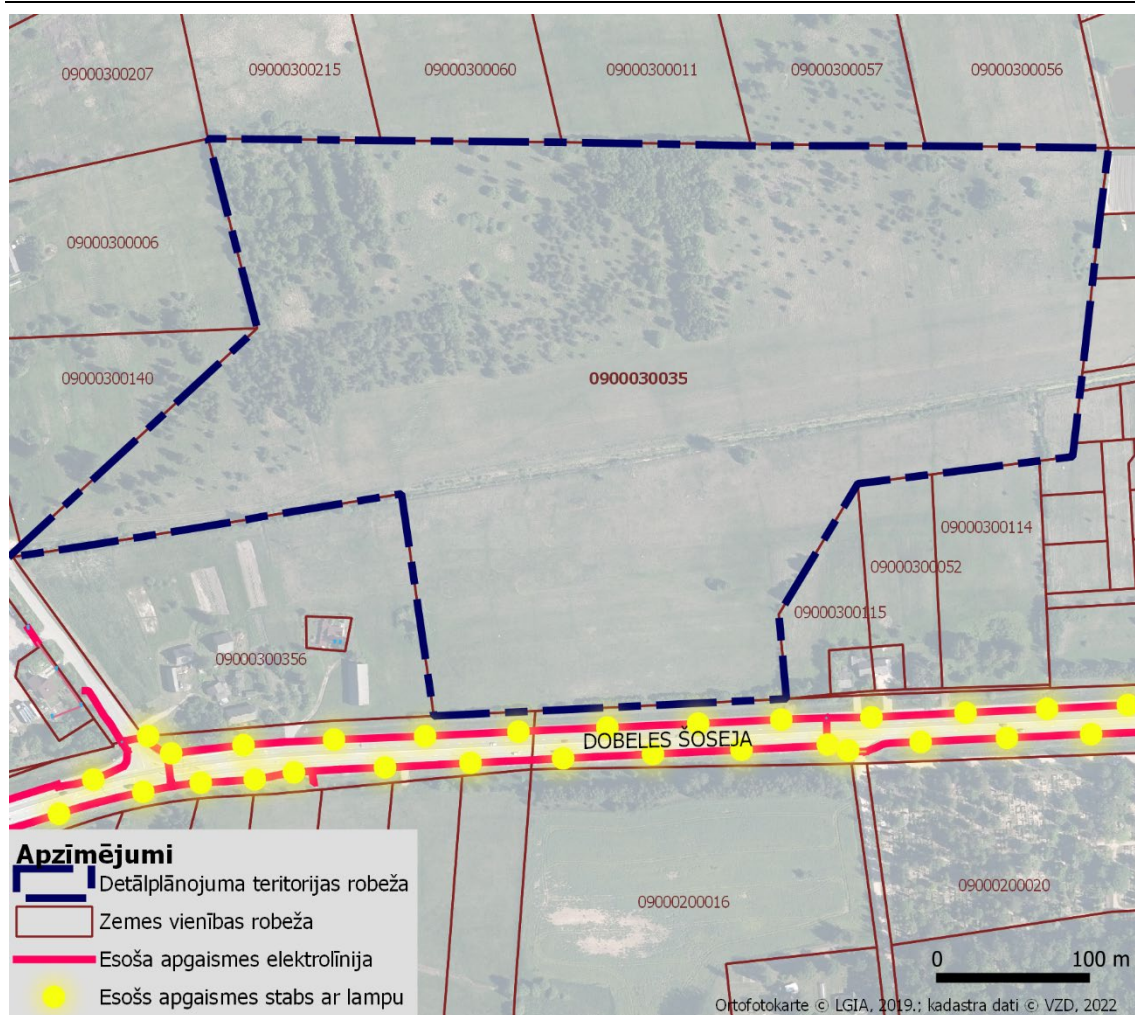 09000300207
09000300215
09000300060
09000300011
09000300057
09000300056
09000300006
09000300140
0900030035
09000300114
09000300052
09000300115
09000300356
DOBELES ŠOSEJA
09000200016
09000200020
Apzīmējumi
Detālplānojuma teritorijas robeža
Zemes vienības robeža
Esoša apgaismes elektrolīnija
Esošs apgaismes stabs ar lampu
0 100 m
Ortofotokarte © LGIA, 2019.; kadastra dati © VZD, 2022